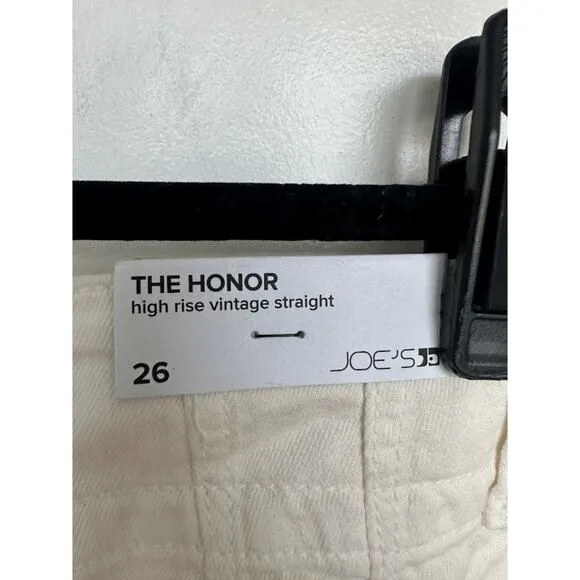 THE HONOR
high rise vintage straight
26
JOE'S